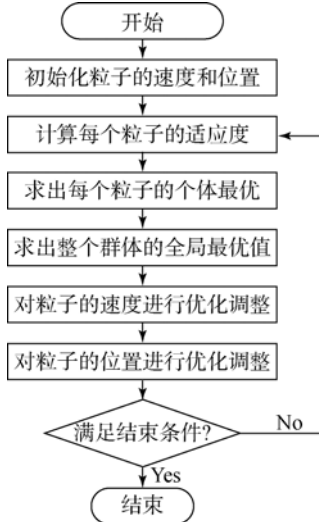 开始
初始化粒子的速度和位置
计算每个粒子的适应度
求出每个粒子的个体最优
求出整个群体的全局最优值
对粒子的速度进行优化调整
对粒子的位置进行优化调整
满足结束条件?
No
Yes
结束